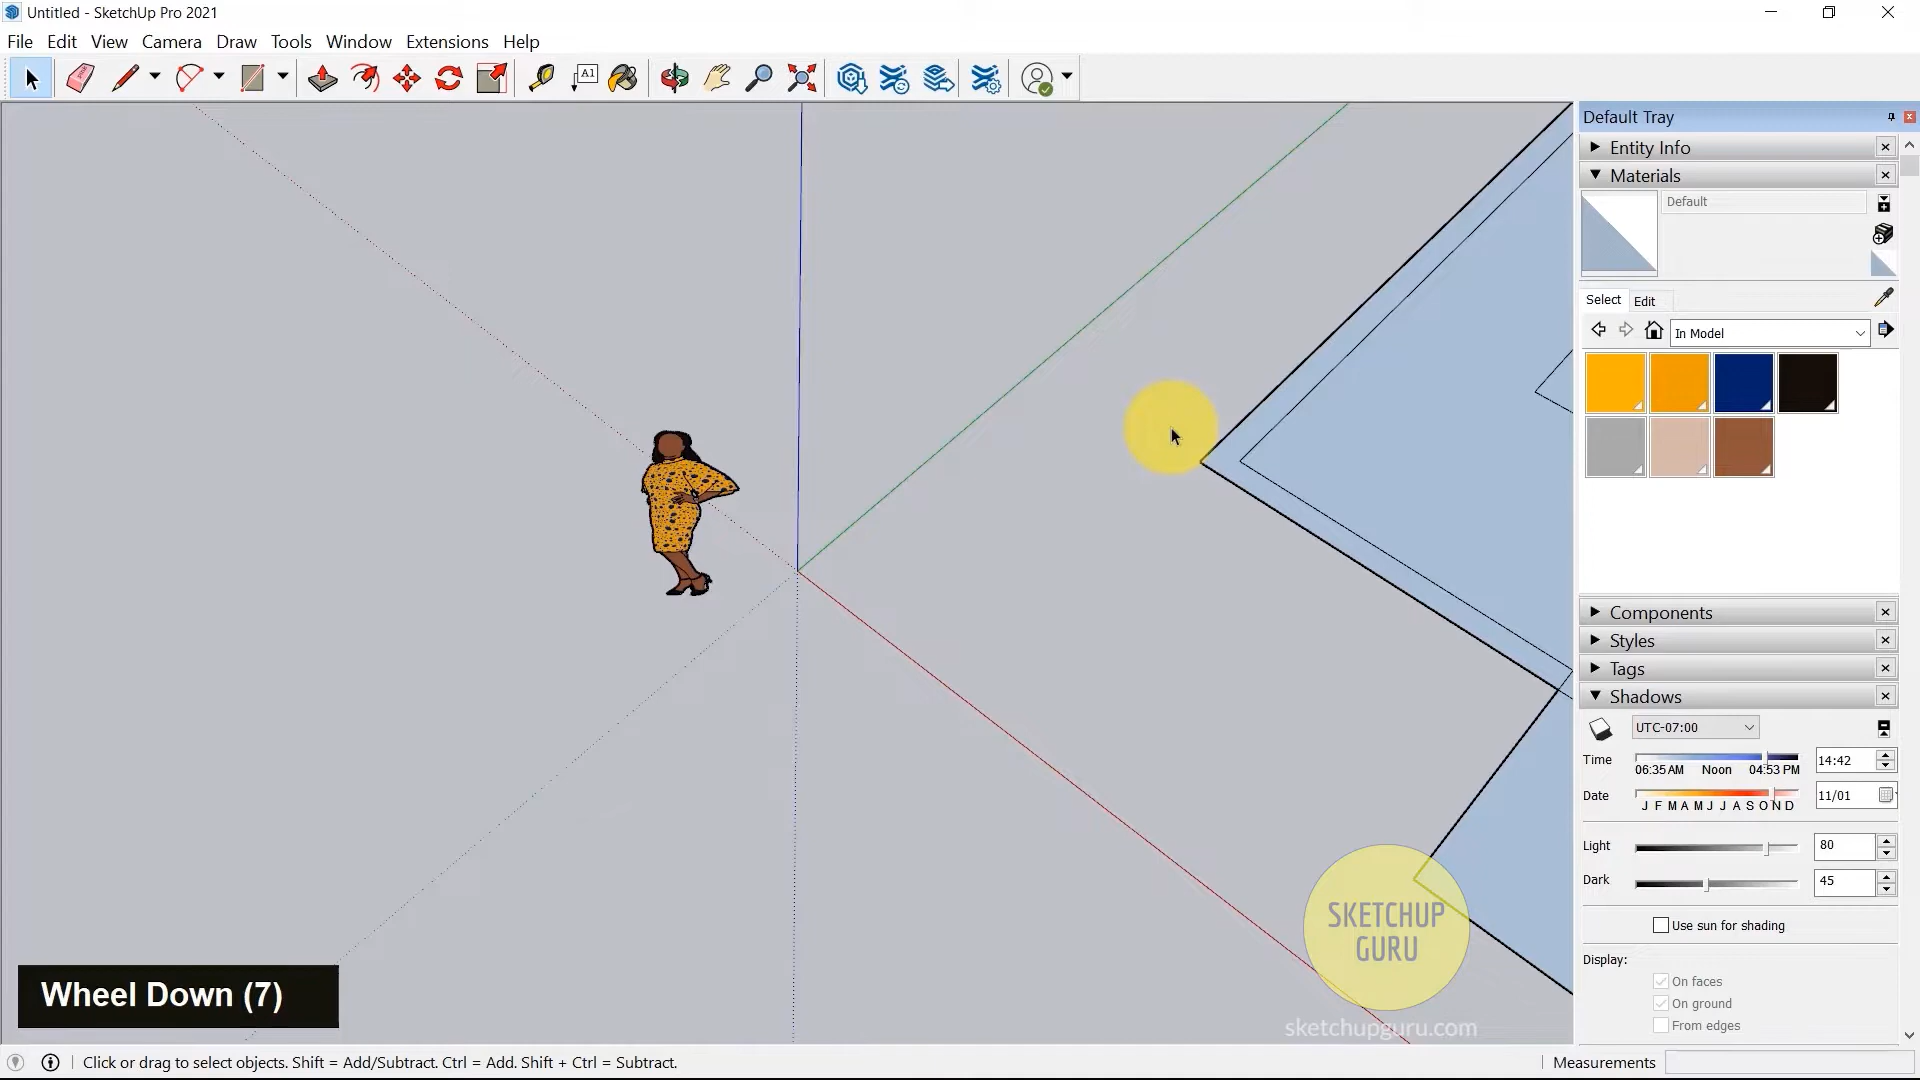 Untitled - SketchUp Pro 2021
File Edit View Camera Draw Tools Window Extensions Help
A1
Default Tray
Entity Info
Materials
Default
Select Edit
In Model
Components
Styles
Tags
Shadows
UTC-07:00
Time 14:42
06:35 AM Noon 04:53 PM
Date 11/01
J F M A M J J A S O N D
Light 80
Dark 45
Use sun for shading
Display:
On faces
On ground
From edges
SKETCHUP
GURU
sketchupguru.com
Wheel Down (7)
Click or drag to select objects. Shift = Add/Subtract. Ctrl = Add. Shift + Ctrl = Subtract.
Measurements